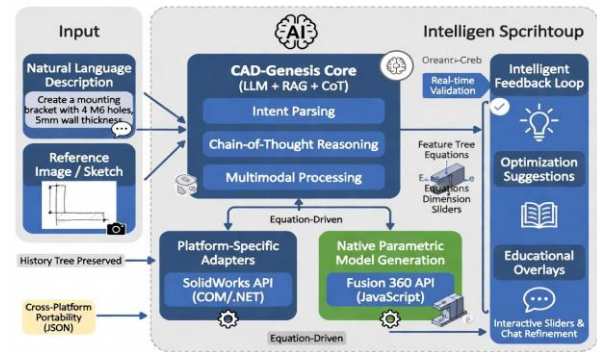 Input
AI
Intelligen Spcrihtoup
Natural Language
Description
Create a mounting
bracket with 4 M6 holes,
5mm wall thickness
Reference
Image / Sketch
CAD-Genesis Core
(LLM + RAG + CoT)
Intent Parsing
Chain-of-Thought Reasoning
Multimodal Processing
Real-time
Validation
Intelligent
Feedback Loop
Feature Tree
Equations
Equations
Dimension
Sliders
Optimization
Suggestions
Educational
Overlays
Interactive Sliders &
Chat Refinement
Equation-Driven
History Tree Preserved
Platform-Specific
Adapters
SolidWorks API
(COM/.NET)
Native Parametric
Model Generation
Fusion 360 API
(JavaScript)
Cross-Platform
Portability
(JSON)
Equation-Driven